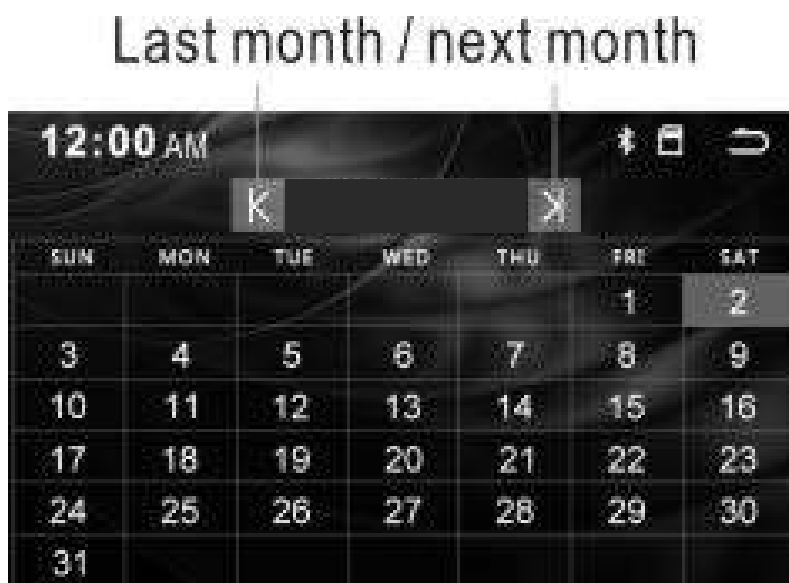 Last month / next month
12:00 AM
SUN MON TUE WED THU FRI SAT
1 2
3 4 5 6 7 8 9
10 11 12 13 14 15 16
17 18 19 20 21 22 23
24 25 26 27 28 29 30
31